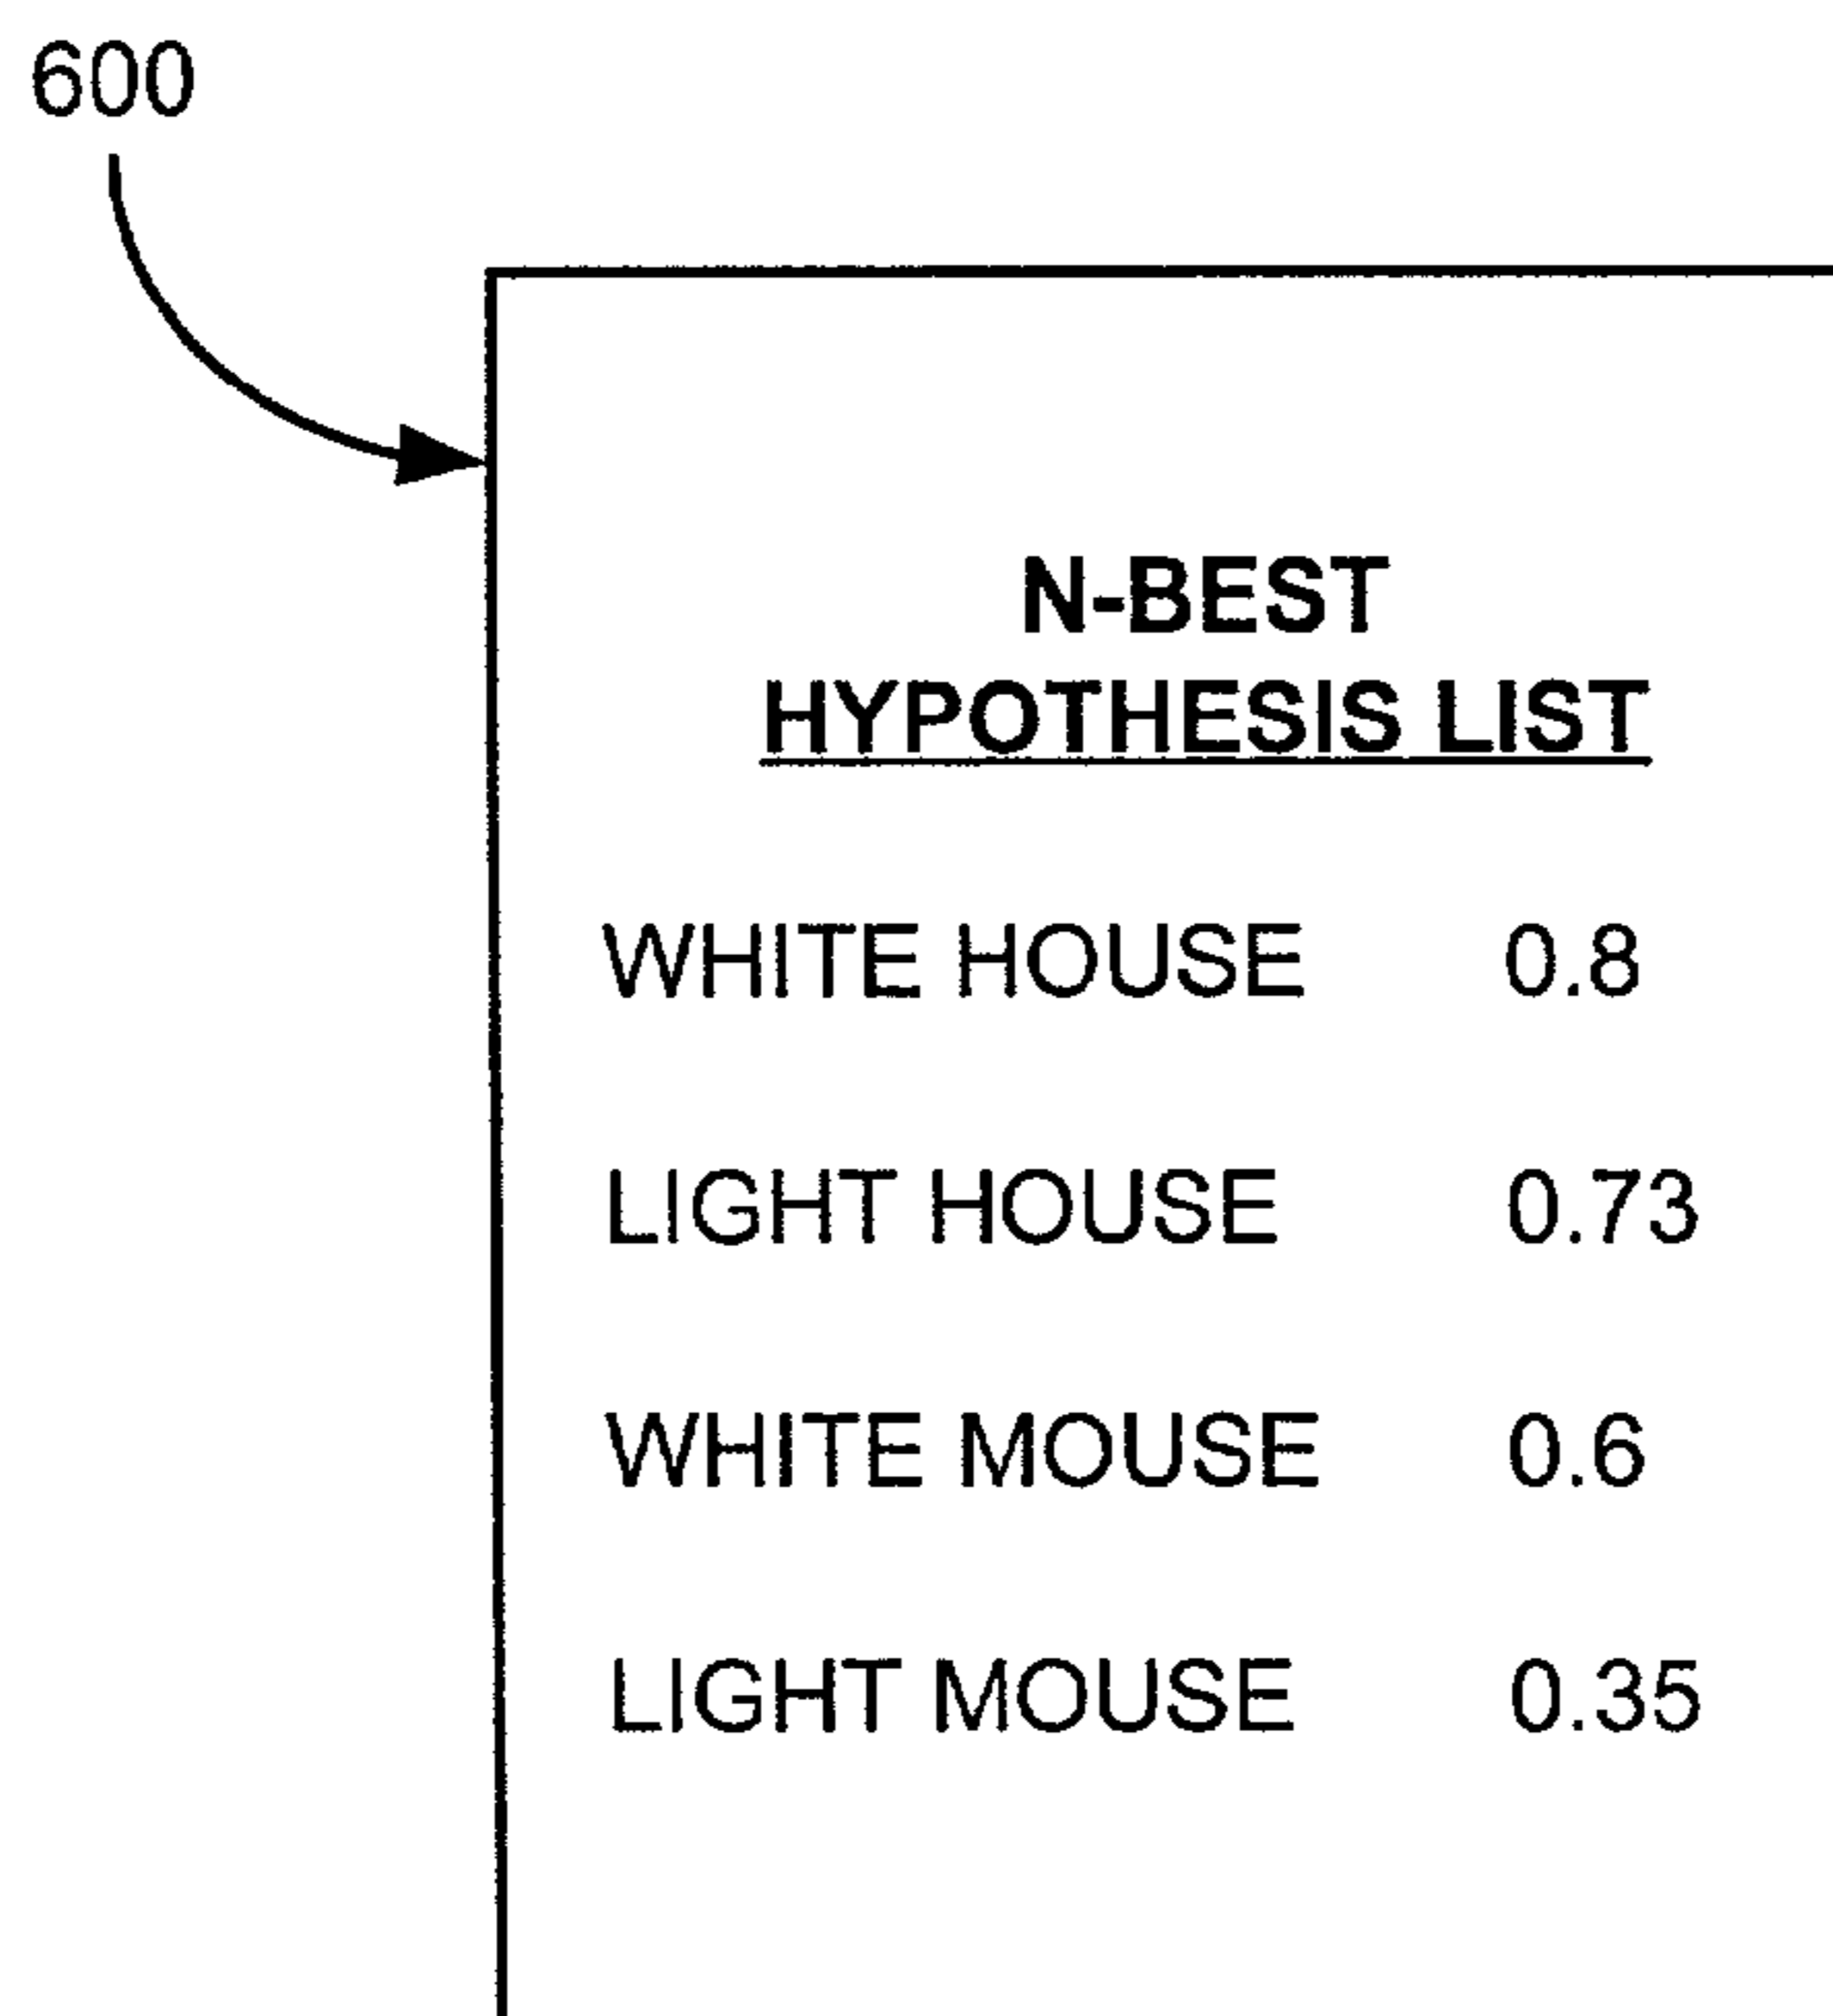 600
N-BEST
HYPOTHESIS LIST
WHITE HOUSE 0.8
LIGHT HOUSE 0.73
WHITE MOUSE 0.6
LIGHT MOUSE 0.35